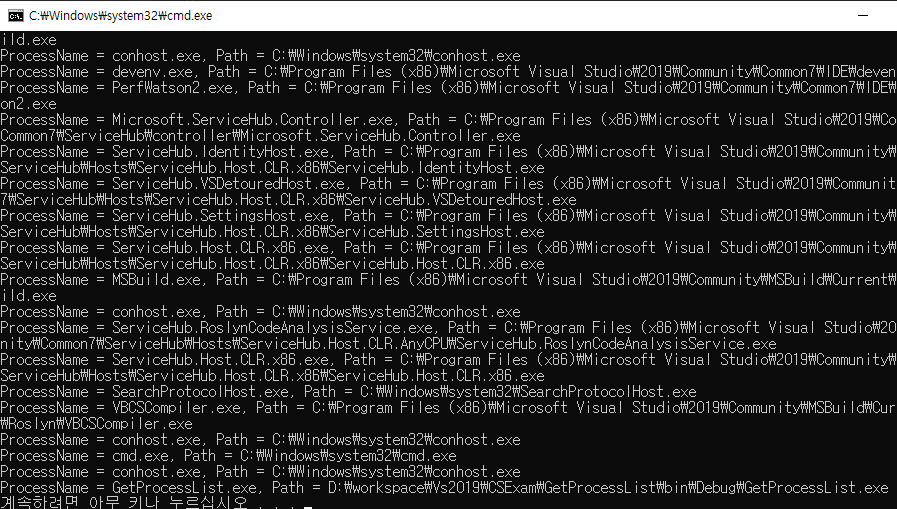 C:₩Windows₩system32₩cmd.exe
ild.exe
ProcessName = conhost.exe, Path = C:₩Windows₩system32₩conhost.exe
ProcessName = devenv.exe, Path = C:₩Program Files (x86)₩Microsoft Visual Studio₩2019₩Community₩Common7₩IDE₩deven
ProcessName = PerfWatson2.exe, Path = C:₩Program Files (x86)₩Microsoft Visual Studio₩2019₩Community₩Common7₩IDE₩
on2.exe
ProcessName = Microsoft.ServiceHub.Controller.exe, Path = C:₩Program Files (x86)₩Microsoft Visual Studio₩2019₩Co
Common7₩ServiceHub₩controller₩Microsoft.ServiceHub.Controller.exe
ProcessName = ServiceHub.IdentityHost.exe, Path = C:₩Program Files (x86)₩Microsoft Visual Studio₩2019₩Community₩
ServiceHub₩Hosts₩ServiceHub.Host.CLR.x86₩ServiceHub.IdentityHost.exe
ProcessName = ServiceHub.VSDetouredHost.exe, Path = C:₩Program Files (x86)₩Microsoft Visual Studio₩2019₩Communit
7₩ServiceHub₩Hosts₩ServiceHub.Host.CLR.x86₩ServiceHub.VSDetouredHost.exe
ProcessName = ServiceHub.SettingsHost.exe, Path = C:₩Program Files (x86)₩Microsoft Visual Studio₩2019₩Community₩
ServiceHub₩Hosts₩ServiceHub.Host.CLR.x86₩ServiceHub.SettingsHost.exe
ProcessName = ServiceHub.Host.CLR.x86.exe, Path = C:₩Program Files (x86)₩Microsoft Visual Studio₩2019₩Community₩
ServiceHub₩Hosts₩ServiceHub.Host.CLR.x86₩ServiceHub.Host.CLR.x86.exe
ProcessName = MSBuild.exe, Path = C:₩Program Files (x86)₩Microsoft Visual Studio₩2019₩Community₩MSBuild₩Current₩
ild.exe
ProcessName = conhost.exe, Path = C:₩Windows₩system32₩conhost.exe
ProcessName = ServiceHub.RoslynCodeAnalysisService.exe, Path = C:₩Program Files (x86)₩Microsoft Visual Studio₩20
nity₩Common7₩ServiceHub₩Hosts₩ServiceHub.Host.CLR.AnyCPU₩ServiceHub.RoslynCodeAnalysisService.exe
ProcessName = ServiceHub.Host.CLR.x86.exe, Path = C:₩Program Files (x86)₩Microsoft Visual Studio₩2019₩Community₩
ServiceHub₩Hosts₩ServiceHub.Host.CLR.x86₩ServiceHub.Host.CLR.x86.exe
ProcessName = SearchProtocolHost.exe, Path = C:₩Windows₩system32₩SearchProtocolHost.exe
ProcessName = VBCSCompiler.exe, Path = C:₩Program Files (x86)₩Microsoft Visual Studio₩2019₩Community₩MSBuild₩Cur
₩Roslyn₩VBCSCompiler.exe
ProcessName = conhost.exe, Path = C:₩Windows₩system32₩conhost.exe
ProcessName = cmd.exe, Path = C:₩Windows₩system32₩cmd.exe
ProcessName = conhost.exe, Path = C:₩Windows₩system32₩conhost.exe
ProcessName = GetProcessList.exe, Path = D:₩workspace₩Vs2019₩CSExam₩GetProcessList₩bin₩Debug₩GetProcessList.exe
계속하려면 아무 키나 누르십시오 . . .